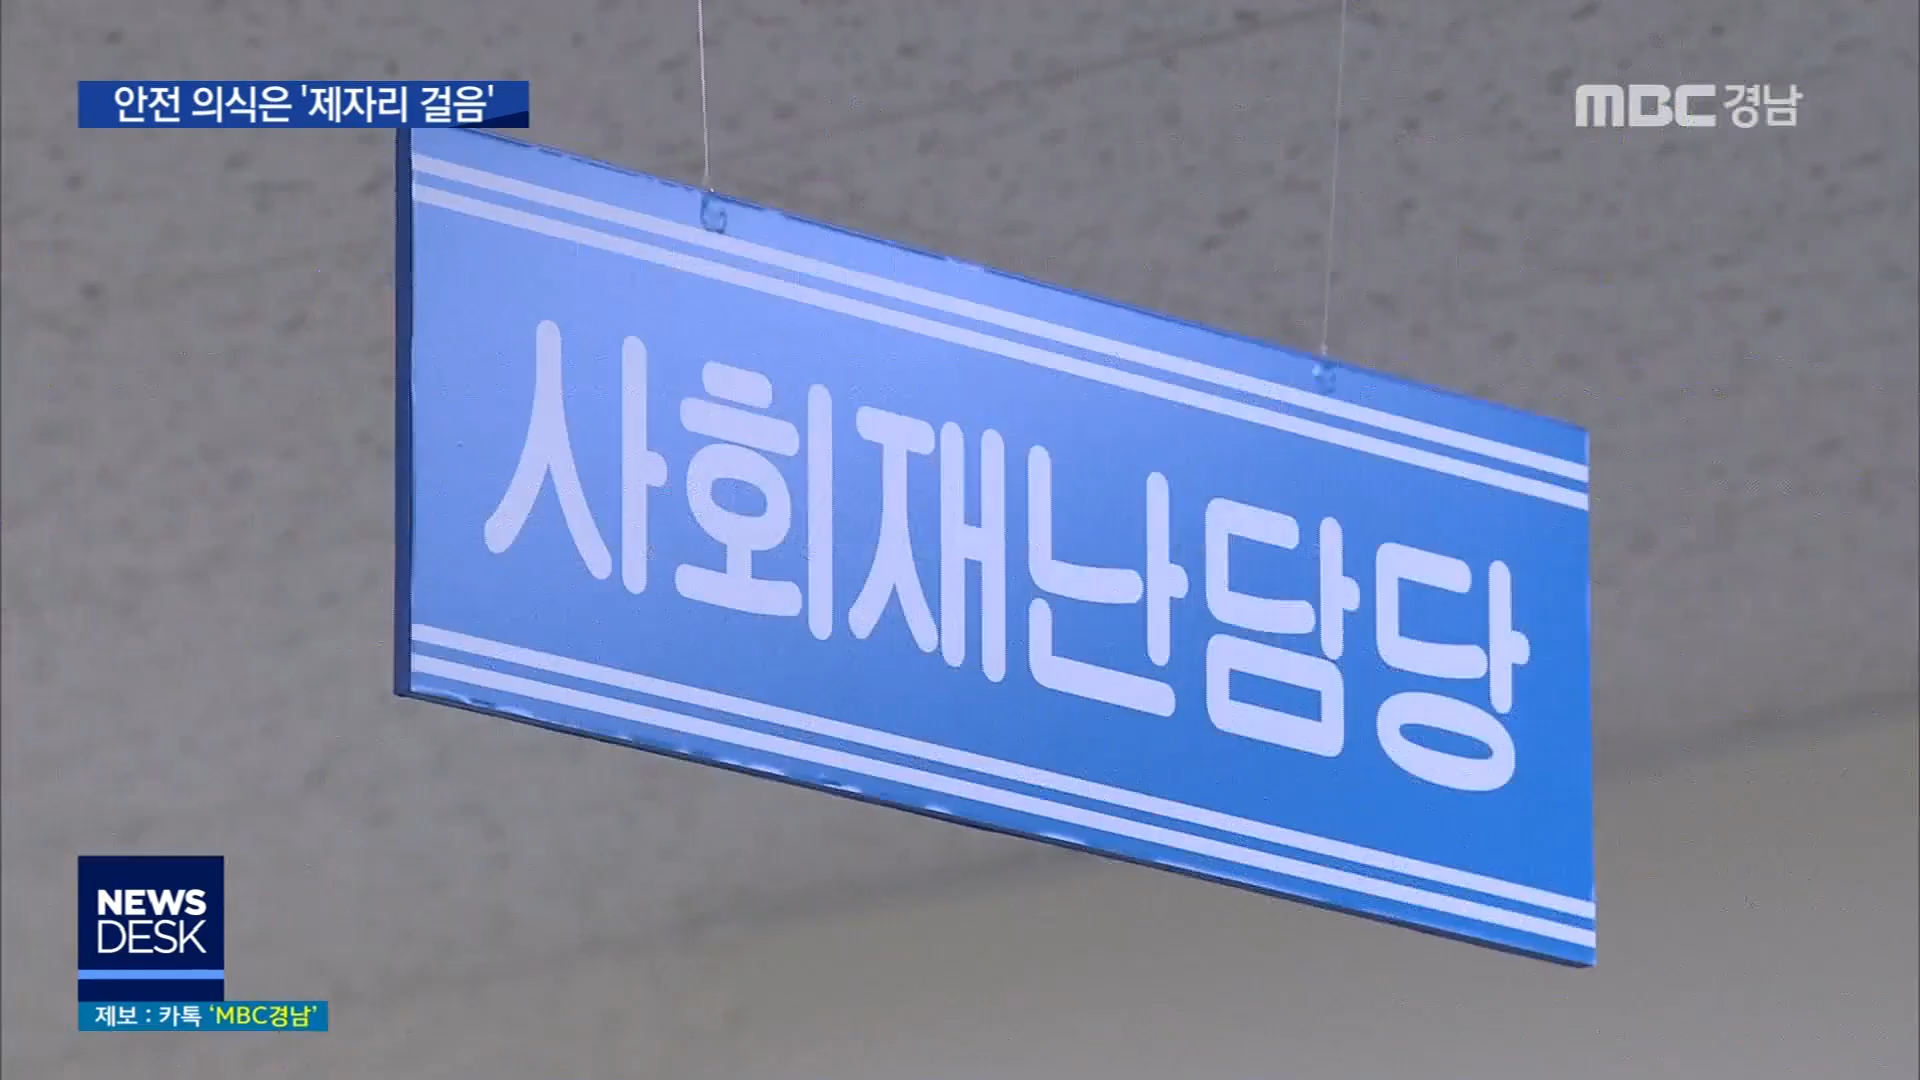 안전 의식은 '제자리 걸음'
MBC경남
사회재난담당
NEWS
DESK
제보 : 카톡 'MBC경남'